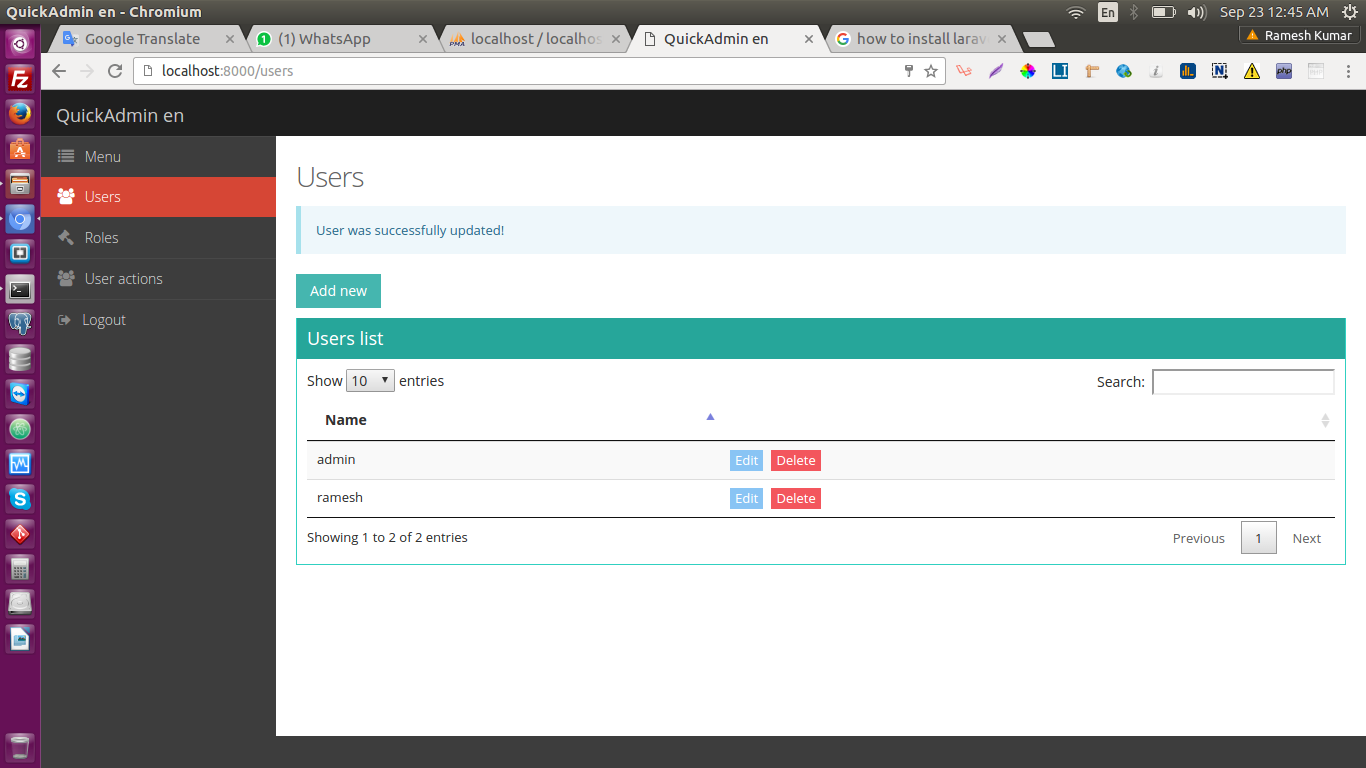 QuickAdmin en - Chromium
En
Sep 23 12:45 AM
Google Translate
(1) WhatsApp
localhost / localhos
QuickAdmin en
how to install larave
Ramesh Kumar
localhost:8000/users
QuickAdmin en
Menu
Users
Roles
User actions
Logout
Users
User was successfully updated!
Add new
Users list
Show 10 entries
Search:
Name
admin
Edit Delete
ramesh
Edit Delete
Showing 1 to 2 of 2 entries
Previous 1 Next